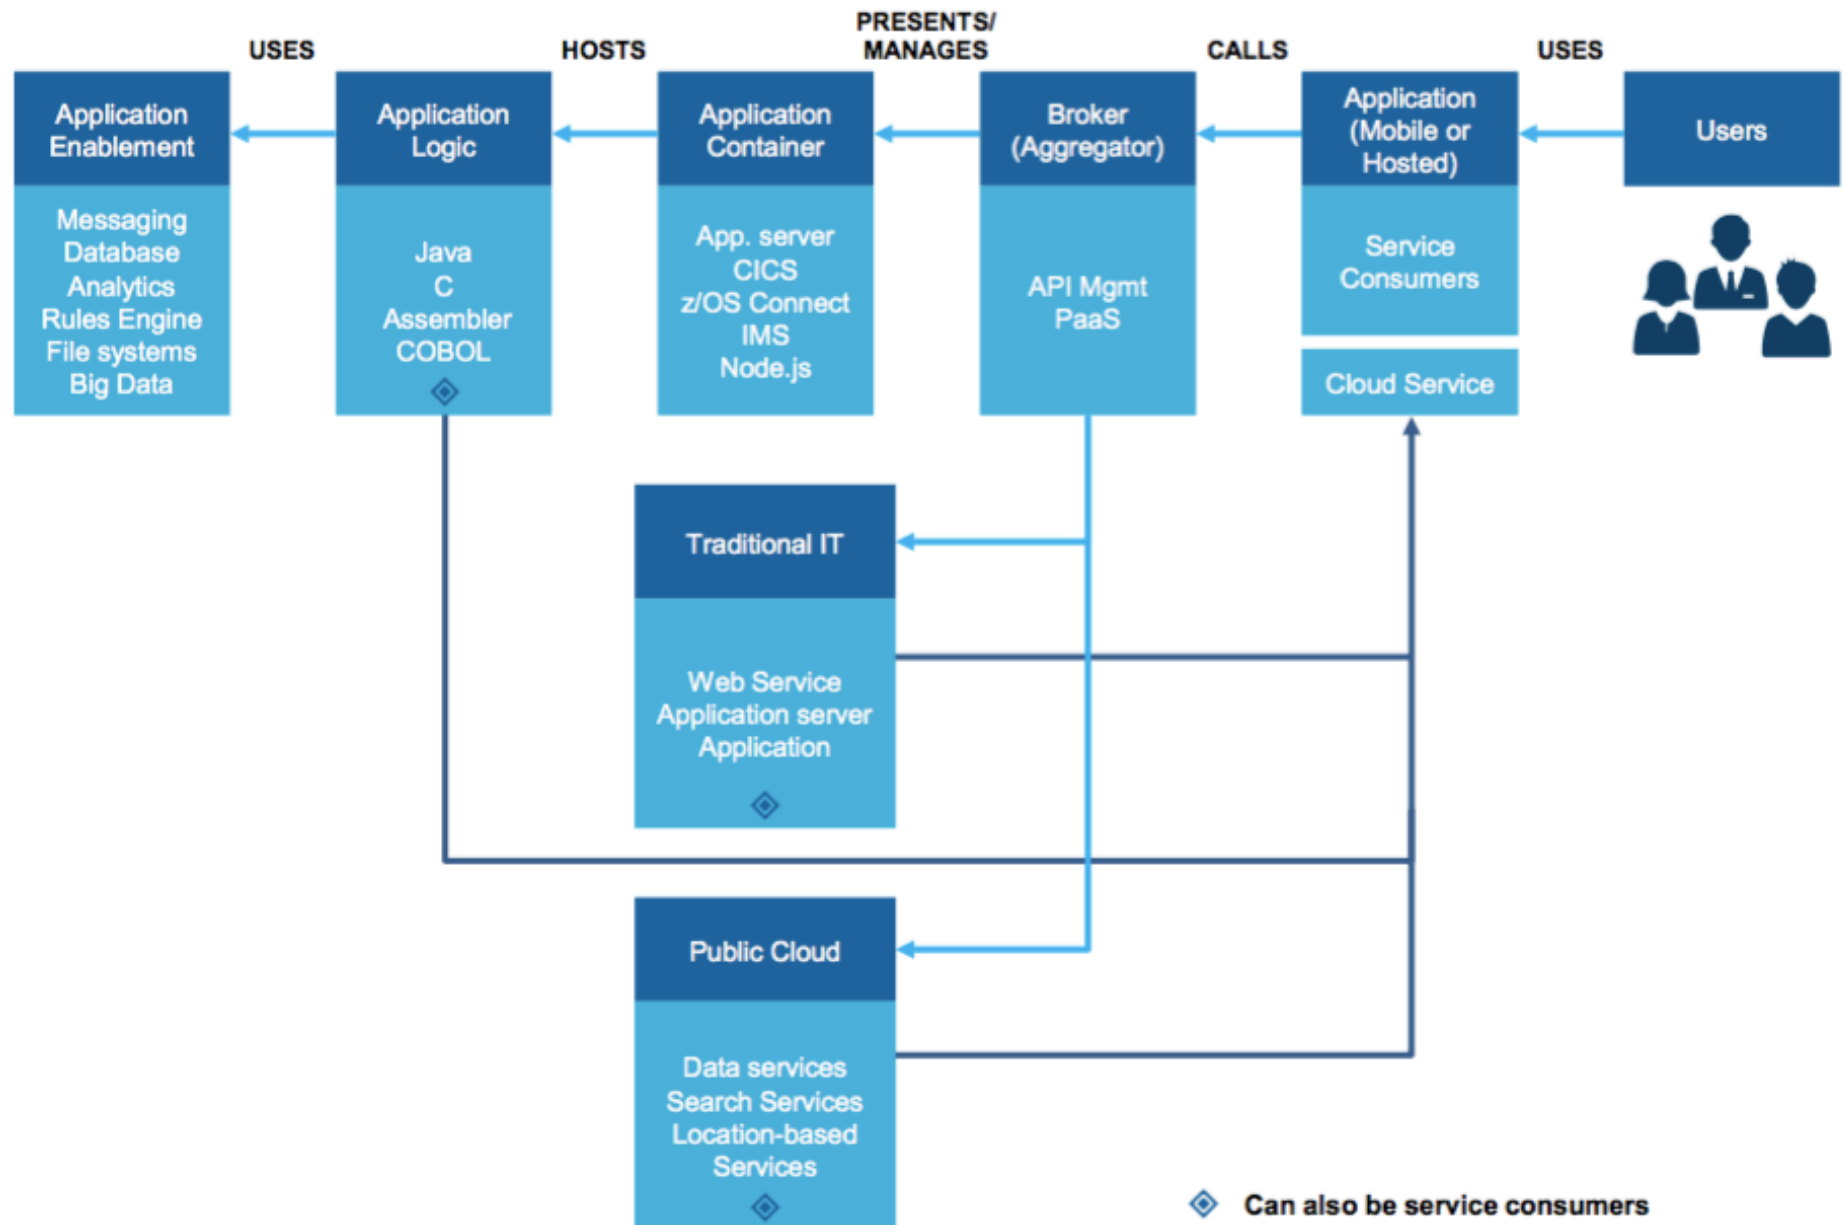 USES
HOSTS
PRESENTS/
MANAGES
CALLS
USES
Application
Enablement
Messaging
Database
Analytics
Rules Engine
File systems
Big Data
Application
Logic
Java
C
Assembler
COBOL
Application
Container
App. server
CICS
z/OS Connect
IMS
Node.js
Broker
(Aggregator)
API Mgmt
PaaS
Application
(Mobile or
Hosted)
Service
Consumers
Cloud Service
Users
Traditional IT
Web Service
Application server
Application
Public Cloud
Data services
Search Services
Location-based
Services
Can also be service consumers